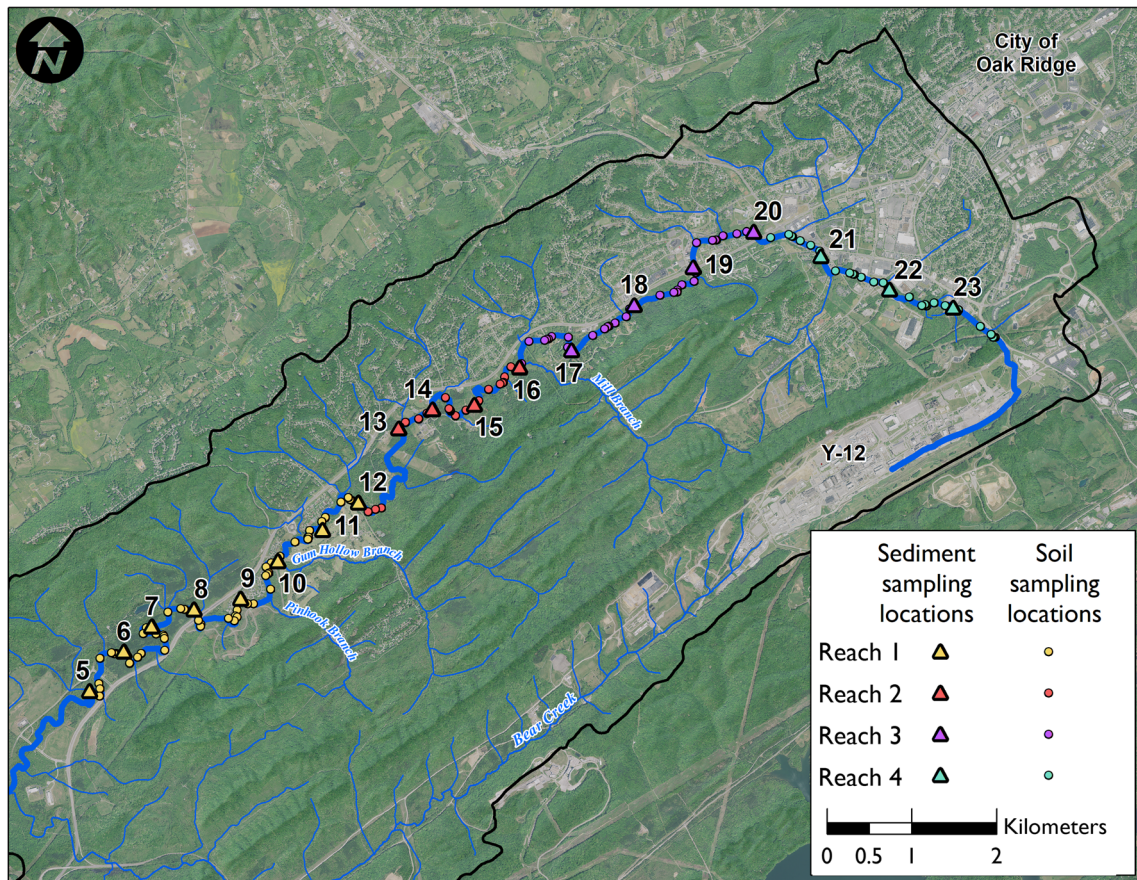 N
City of
Oak Ridge
20
21
19
22
23
18
17
16
14
15
13
Mill Branch
Y-12
12
11
Gum Hollow Branch
10
9
8
Pinhook Branch
7
6
5
Bear Creek
Sediment
sampling
locations
Soil
sampling
locations
Reach 1
Reach 2
Reach 3
Reach 4
Kilometers
0 0.5 1 2